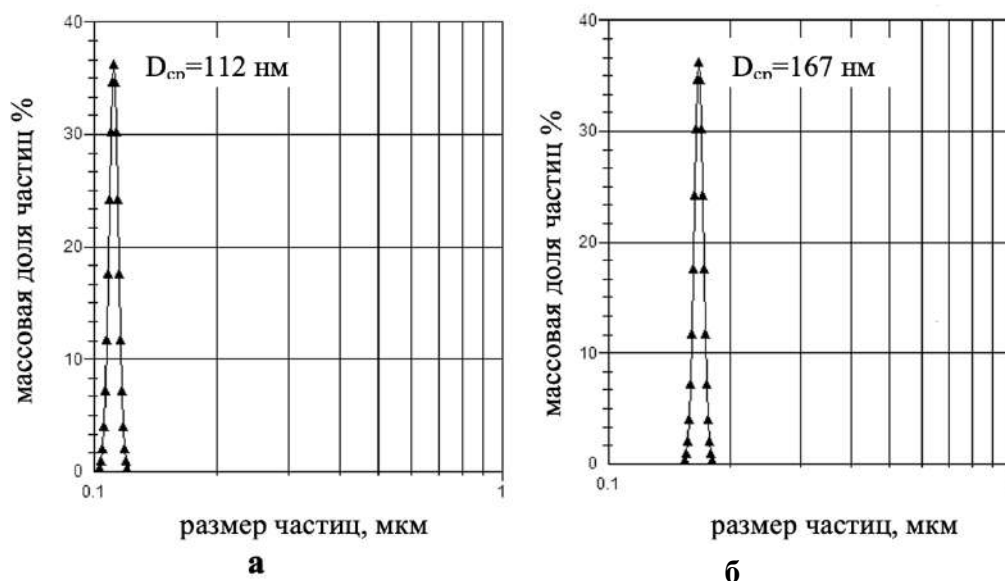 40
30
20
10
0
0.1
1
Dср=112 нм
массовая доля частиц %
размер частиц, мкм
а
40
30
20
10
0
0.1
Dср=167 нм
массовая доля частиц %
размер частиц, мкм
б